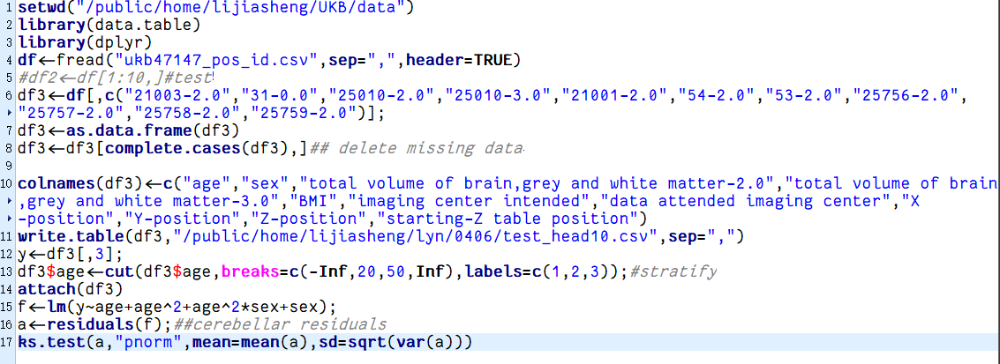 1 setwd("/public/home/lijiasheng/UKB/data")
2 library(data.table)
3 library(dplyr)
4 df←fread("ukb47147_pos_id.csv",sep=",",header=TRUE)
5 #df2←df[1:10,]#test
6 df3←df[,c("21003-2.0","31-0.0","25010-2.0","25010-3.0","21001-2.0","54-2.0","53-2.0","25756-2.0",
"25757-2.0","25758-2.0","25759-2.0")];
7 df3←as.data.frame(df3)
8 df3←df3[complete.cases(df3),]## delete missing data
9
10 colnames(df3)←c("age","sex","total volume of brain,grey and white matter-2.0","total volume of brain
,grey and white matter-3.0","BMI","imaging center intended","data attended imaging center","X
-position","Y-position","Z-position","starting-Z table position")
11 write.table(df3,"/public/home/lijiasheng/lyn/0406/test_head10.csv",sep=",")
12 y←df3[,3];
13 df3$age←cut(df3$age,breaks=c(-Inf,20,50,Inf),labels=c(1,2,3));#stratify
14 attach(df3)
15 f←lm(y~age+age^2+age^2*sex+sex);
16 a←residuals(f);##cerebellar residuals
17 ks.test(a,"pnorm",mean=mean(a),sd=sqrt(var(a)))